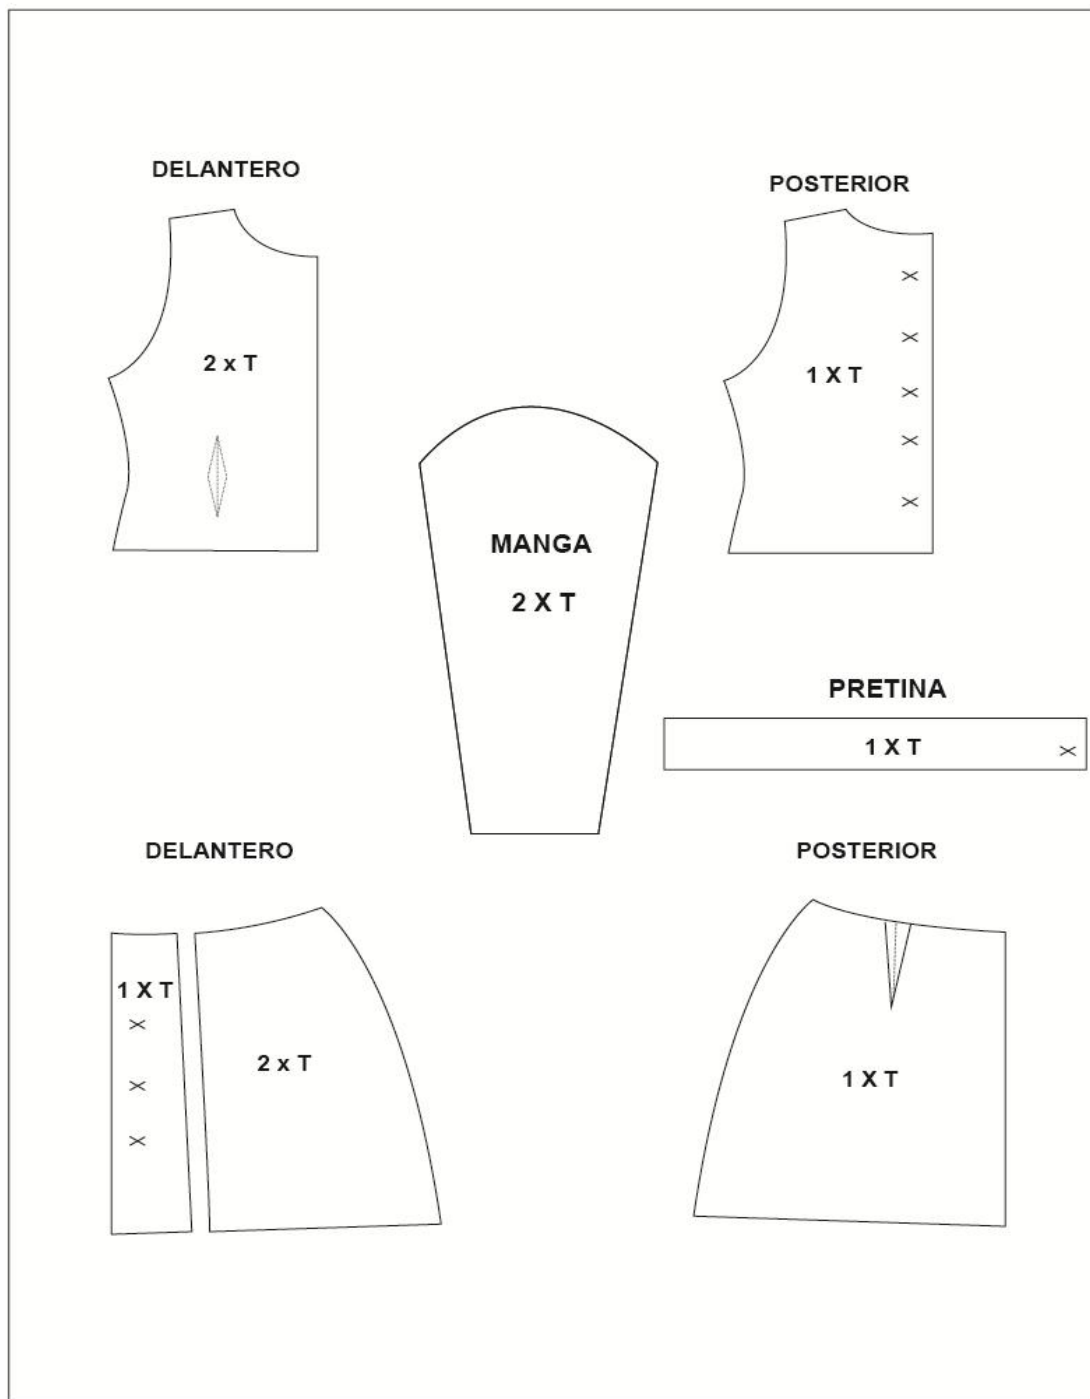 DELANTERO
POSTERIOR
2 x T
1 X T
MANGA
2 X T
PRETINA
1 X T
DELANTERO
POSTERIOR
1 X T
2 x T
1 X T